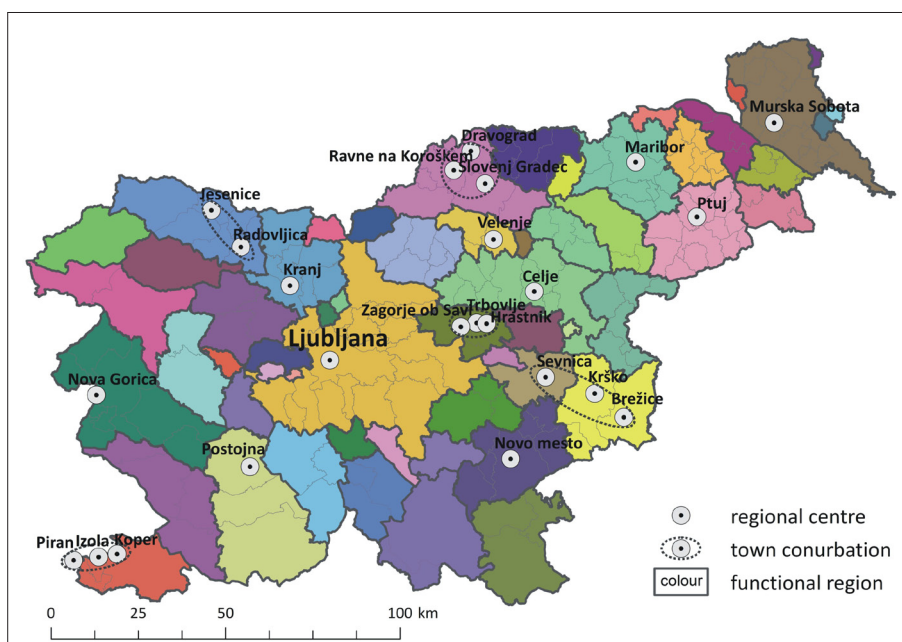 Murska Sobota
Dravograd
Maribor
Ravne na Koroškem
Slovenj Gradec
Jesenice
Ptuj
Velenje
Radovljica
Kranj
Celje
Trbovlje
Zagorje ob Savi
Hrastnik
Ljubljana
Sevnica
Krško
Nova Gorica
Brežice
Postojna
Novo mesto
regional centre
Piran Izola Koper
town conurbation
colour functional region
0 25 50 100 km